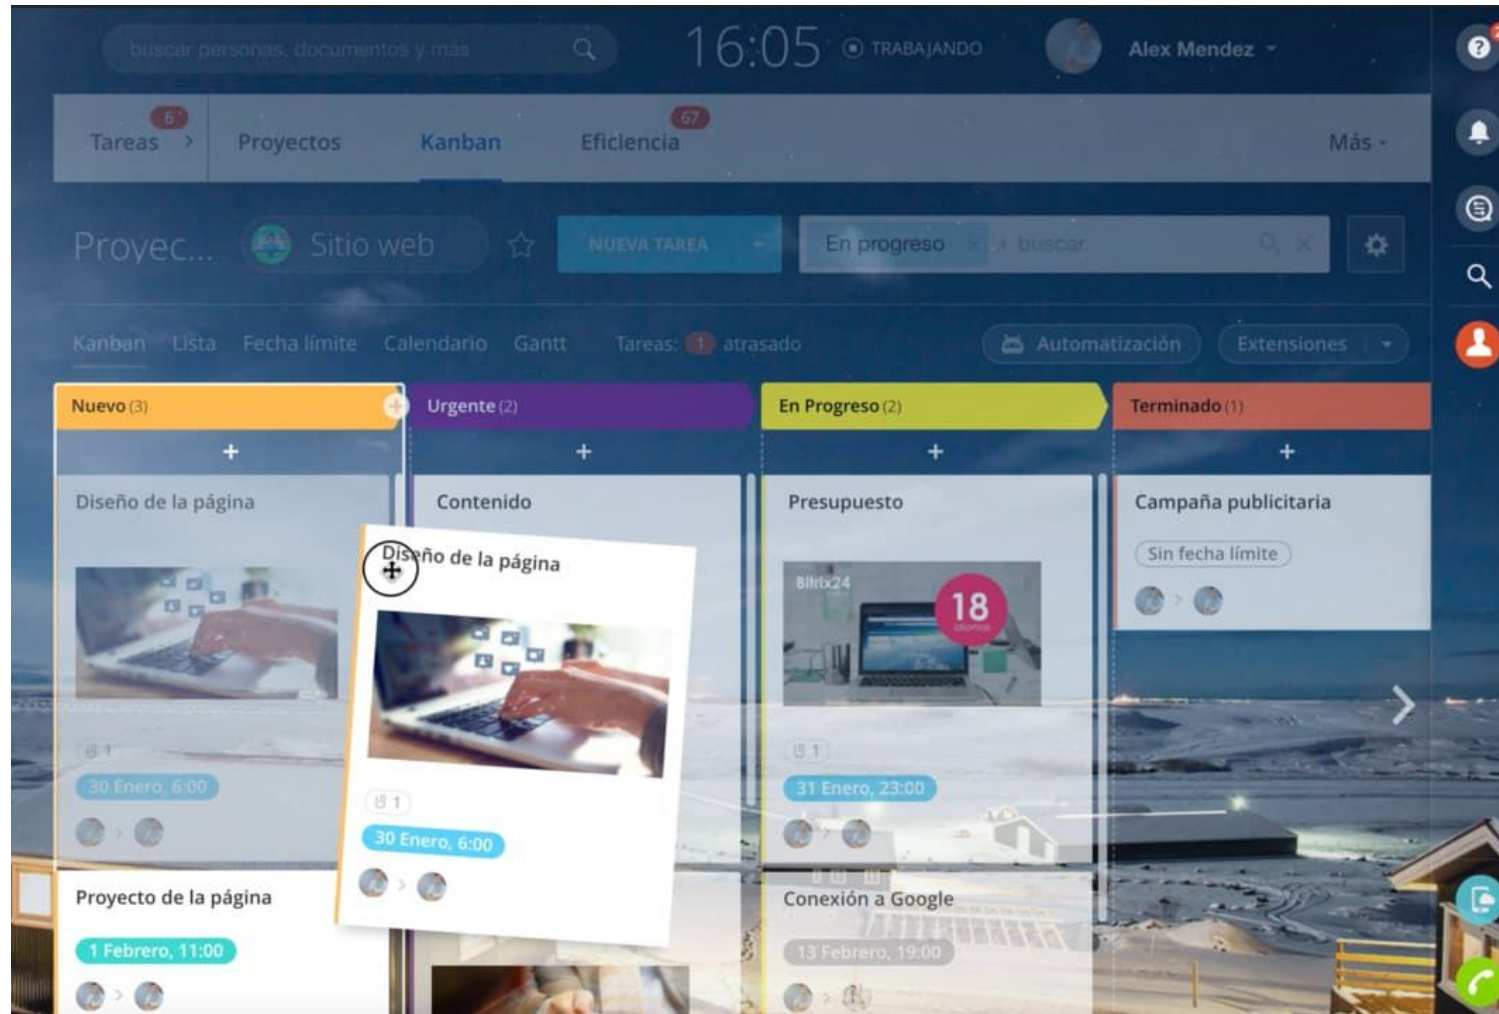 buscar personas, documentos y más
16:05
TRABAJANDO
Alex Mendez
?
6
Tareas
Proyectos
Kanban
67
Eficiencia
Más
Proyec...
Sitio web
NUEVA TAREA
En progreso × + buscar
Kanban Lista Fecha límite Calendario Gantt Tareas: 1 atrasado
Automatización
Extensiones
Nuevo (3)
+
Diseño de la página
1
30 Enero, 6:00
Proyecto de la página
1 Febrero, 11:00
Urgente (2)
+
Contenido
Diseño de la página
1
30 Enero, 6:00
En Progreso (2)
+
Presupuesto
Bitrix24
18
idiomas
1
31 Enero, 23:00
Conexión a Google
13 Febrero, 19:00
Terminado (1)
+
Campaña publicitaria
Sin fecha límite